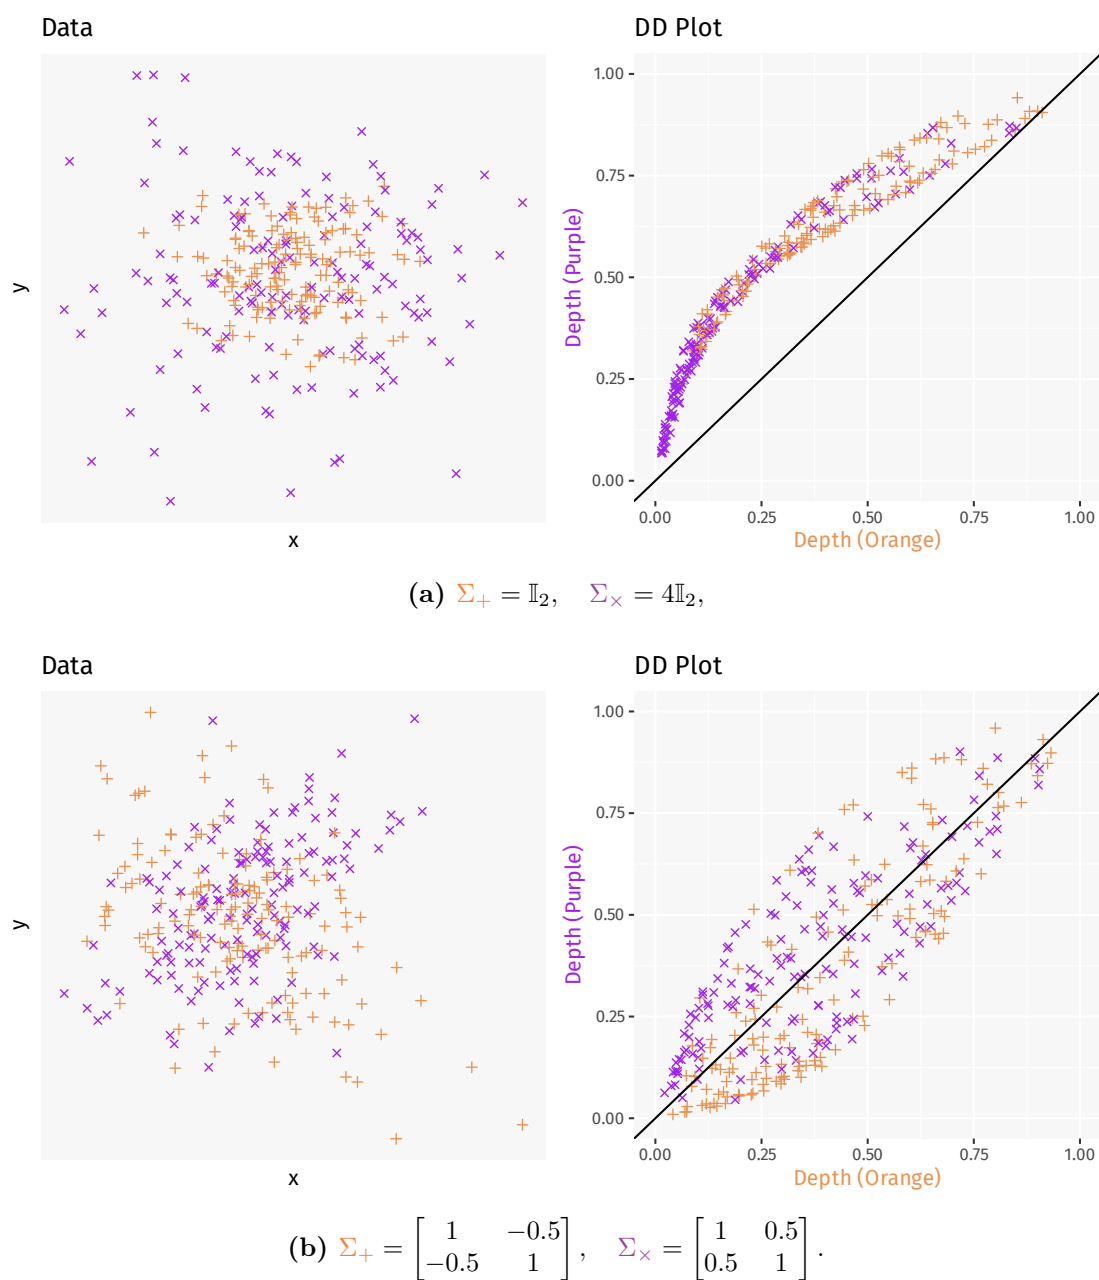 Data
DD Plot
1.00
0.75
0.50
0.25
0.00
Depth (Purple)
0.00 0.25 0.50 0.75 1.00
y
x
Depth (Orange)
(a) Σ₊ = 𝕀₂, Σ× = 4𝕀₂,
Data
DD Plot
1.00
0.75
0.50
0.25
0.00
Depth (Purple)
0.00 0.25 0.50 0.75 1.00
y
x
Depth (Orange)
(b) Σ₊ = [1 −0.5; −0.5 1], Σ× = [1 0.5; 0.5 1].